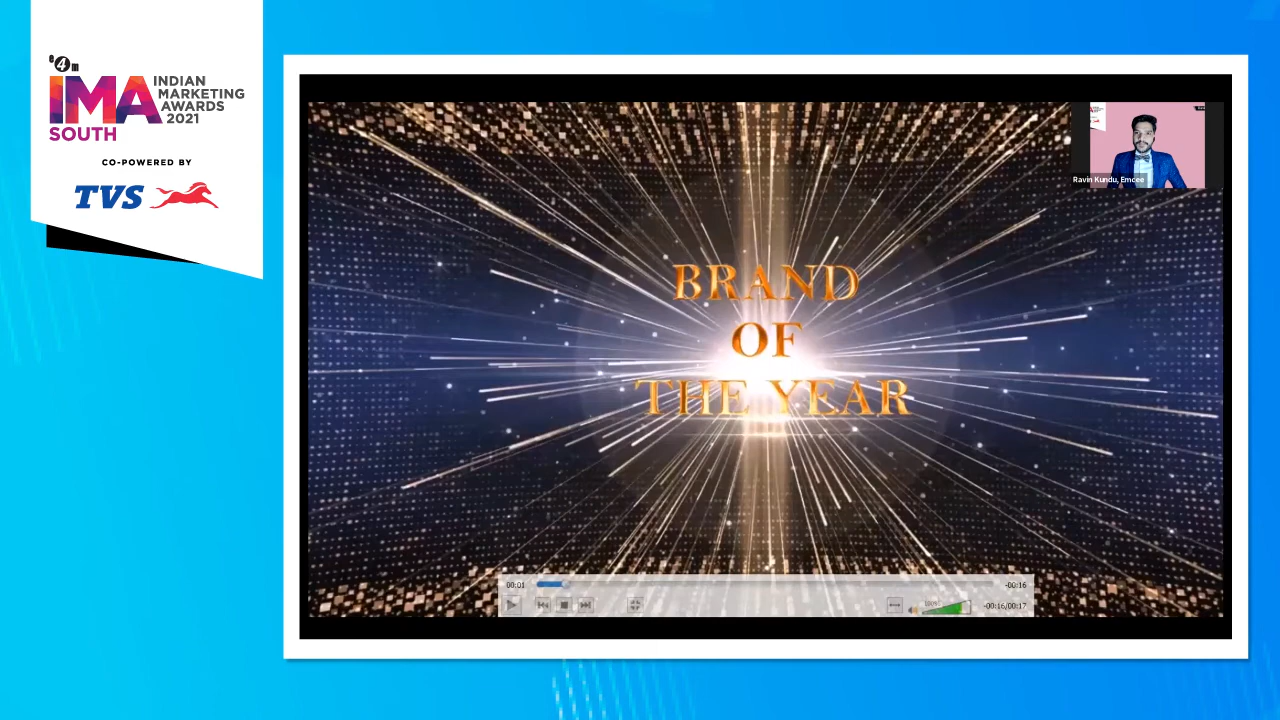 e4m
IMA
INDIAN
MARKETING
AWARDS
2021
SOUTH
CO-POWERED BY
TVS
Ravin Kundu, Emcee
BRAND
OF
THE YEAR
00:01
-00:16
100%
-00:16/00:17